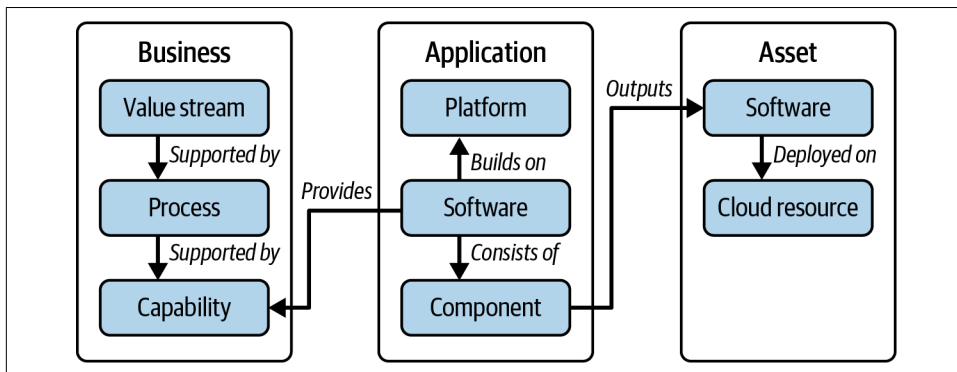 Business
Value stream
Supported by
Process
Supported by
Capability
Provides
Application
Platform
Builds on
Software
Consists of
Component
Outputs
Asset
Software
Deployed on
Cloud resource